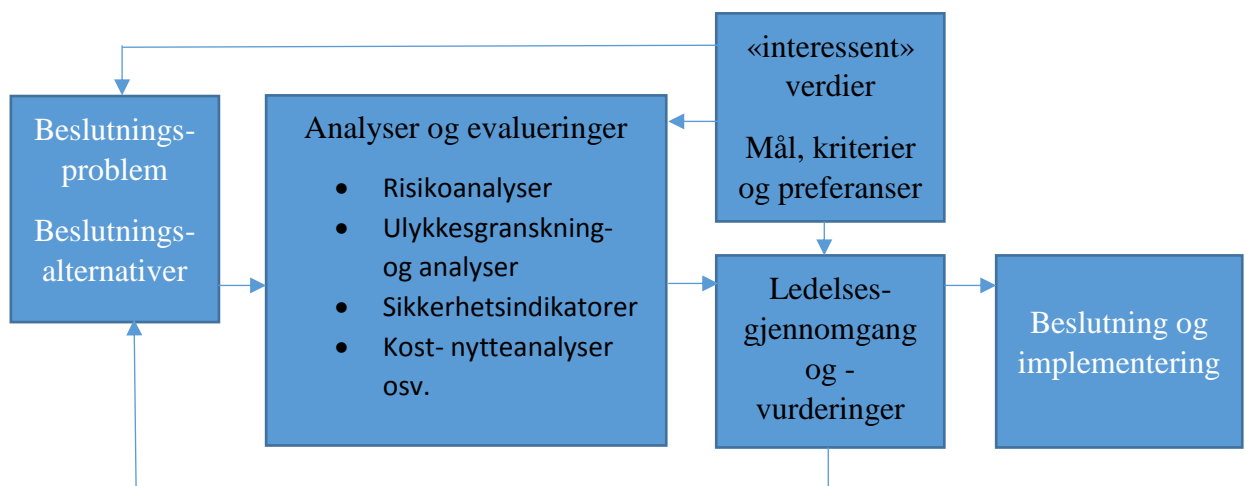 «interessent»
verdier
Mål, kriterier
og preferanser
Beslutnings-
problem
Beslutnings-
alternativer
Analyser og evalueringer
• Risikoanalyser
• Ulykkesgranskning-
og analyser
• Sikkerhetsindikatorer
• Kost- nytteanalyser
osv.
Ledelses-
gjennomgang
og -
vurderinger
Beslutning og
implementering